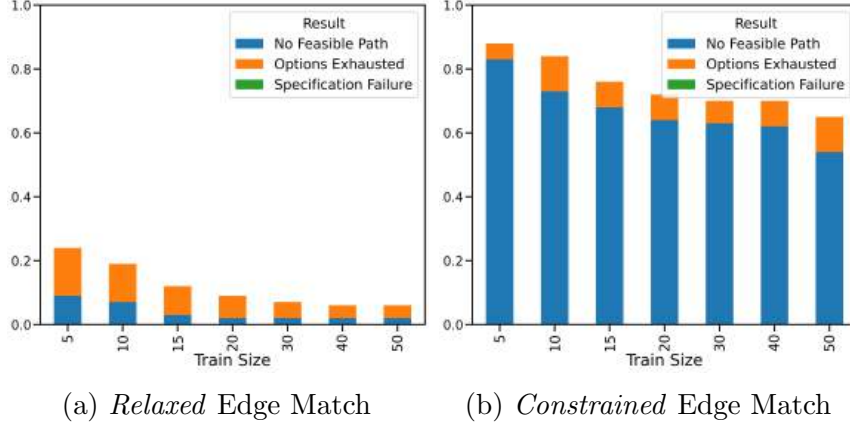 1.0
0.8
0.6
0.4
0.2
0.0
Result
No Feasible Path
Options Exhausted
Specification Failure
5 10 15 20 30 40 50
Train Size
1.0
0.8
0.6
0.4
0.2
0.0
Result
No Feasible Path
Options Exhausted
Specification Failure
5 10 15 20 30 40 50
Train Size
(a) Relaxed Edge Match
(b) Constrained Edge Match